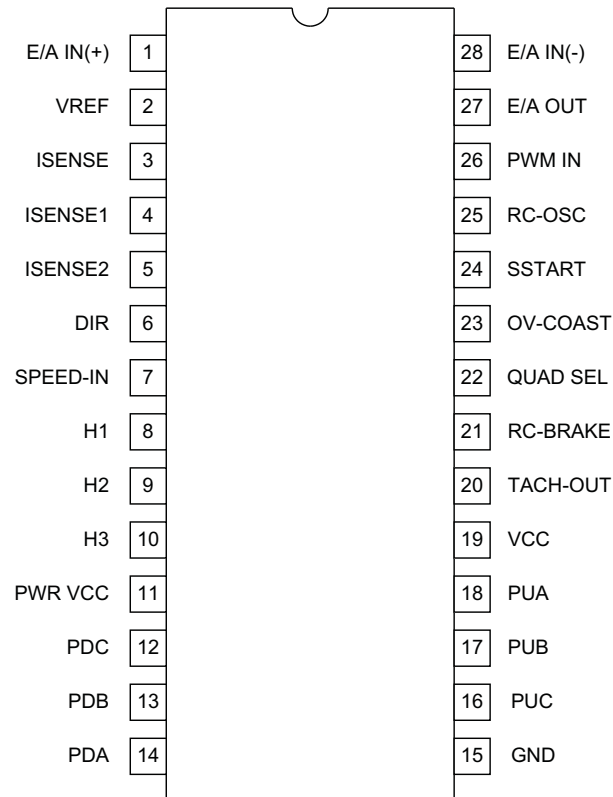 E/A IN(+) 1 28 E/A IN(-)
VREF 2 27 E/A OUT
ISENSE 3 26 PWM IN
ISENSE1 4 25 RC-OSC
ISENSE2 5 24 SSTART
DIR 6 23 OV-COAST
SPEED-IN 7 22 QUAD SEL
H1 8 21 RC-BRAKE
H2 9 20 TACH-OUT
H3 10 19 VCC
PWR VCC 11 18 PUA
PDC 12 17 PUB
PDB 13 16 PUC
PDA 14 15 GND